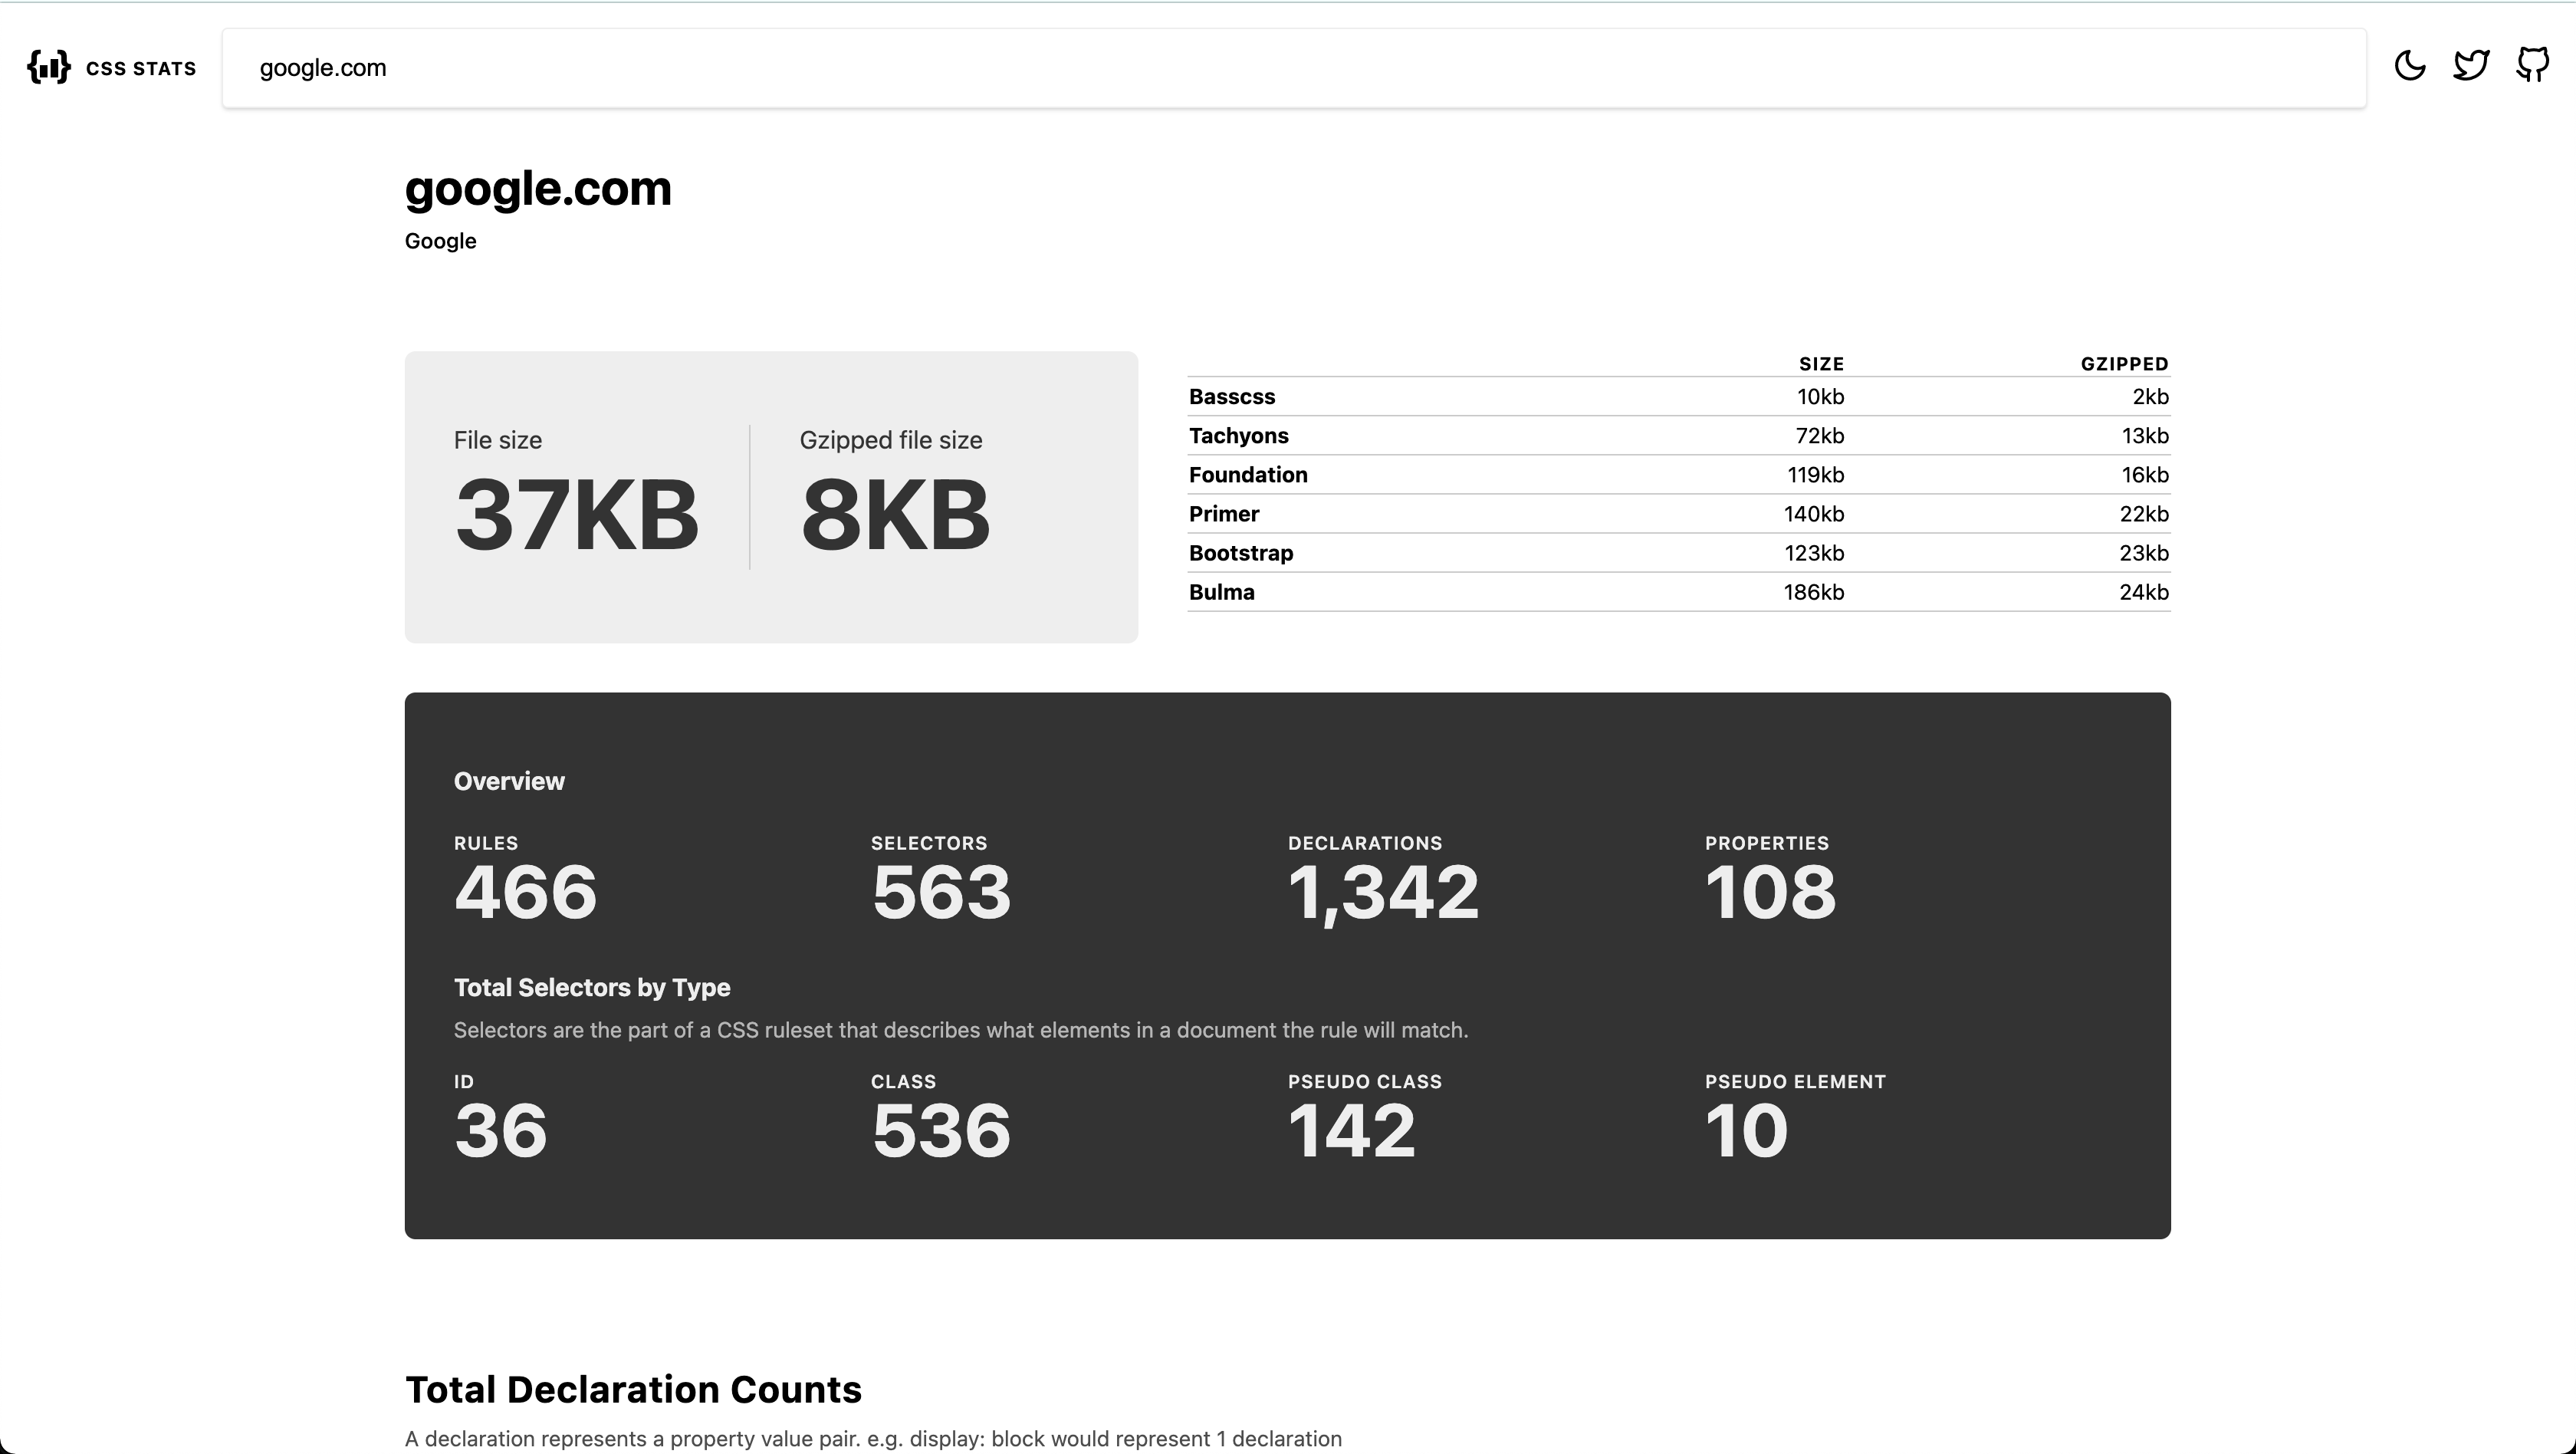 CSS STATS
google.com
google.com
Google
File size
37KB
Gzipped file size
8KB
SIZE GZIPPED
Basscss 10kb 2kb
Tachyons 72kb 13kb
Foundation 119kb 16kb
Primer 140kb 22kb
Bootstrap 123kb 23kb
Bulma 186kb 24kb
Overview
RULES SELECTORS DECLARATIONS PROPERTIES
466 563 1,342 108
Total Selectors by Type
Selectors are the part of a CSS ruleset that describes what elements in a document the rule will match.
ID CLASS PSEUDO CLASS PSEUDO ELEMENT
36 536 142 10
Total Declaration Counts
A declaration represents a property value pair. e.g. display: block would represent 1 declaration